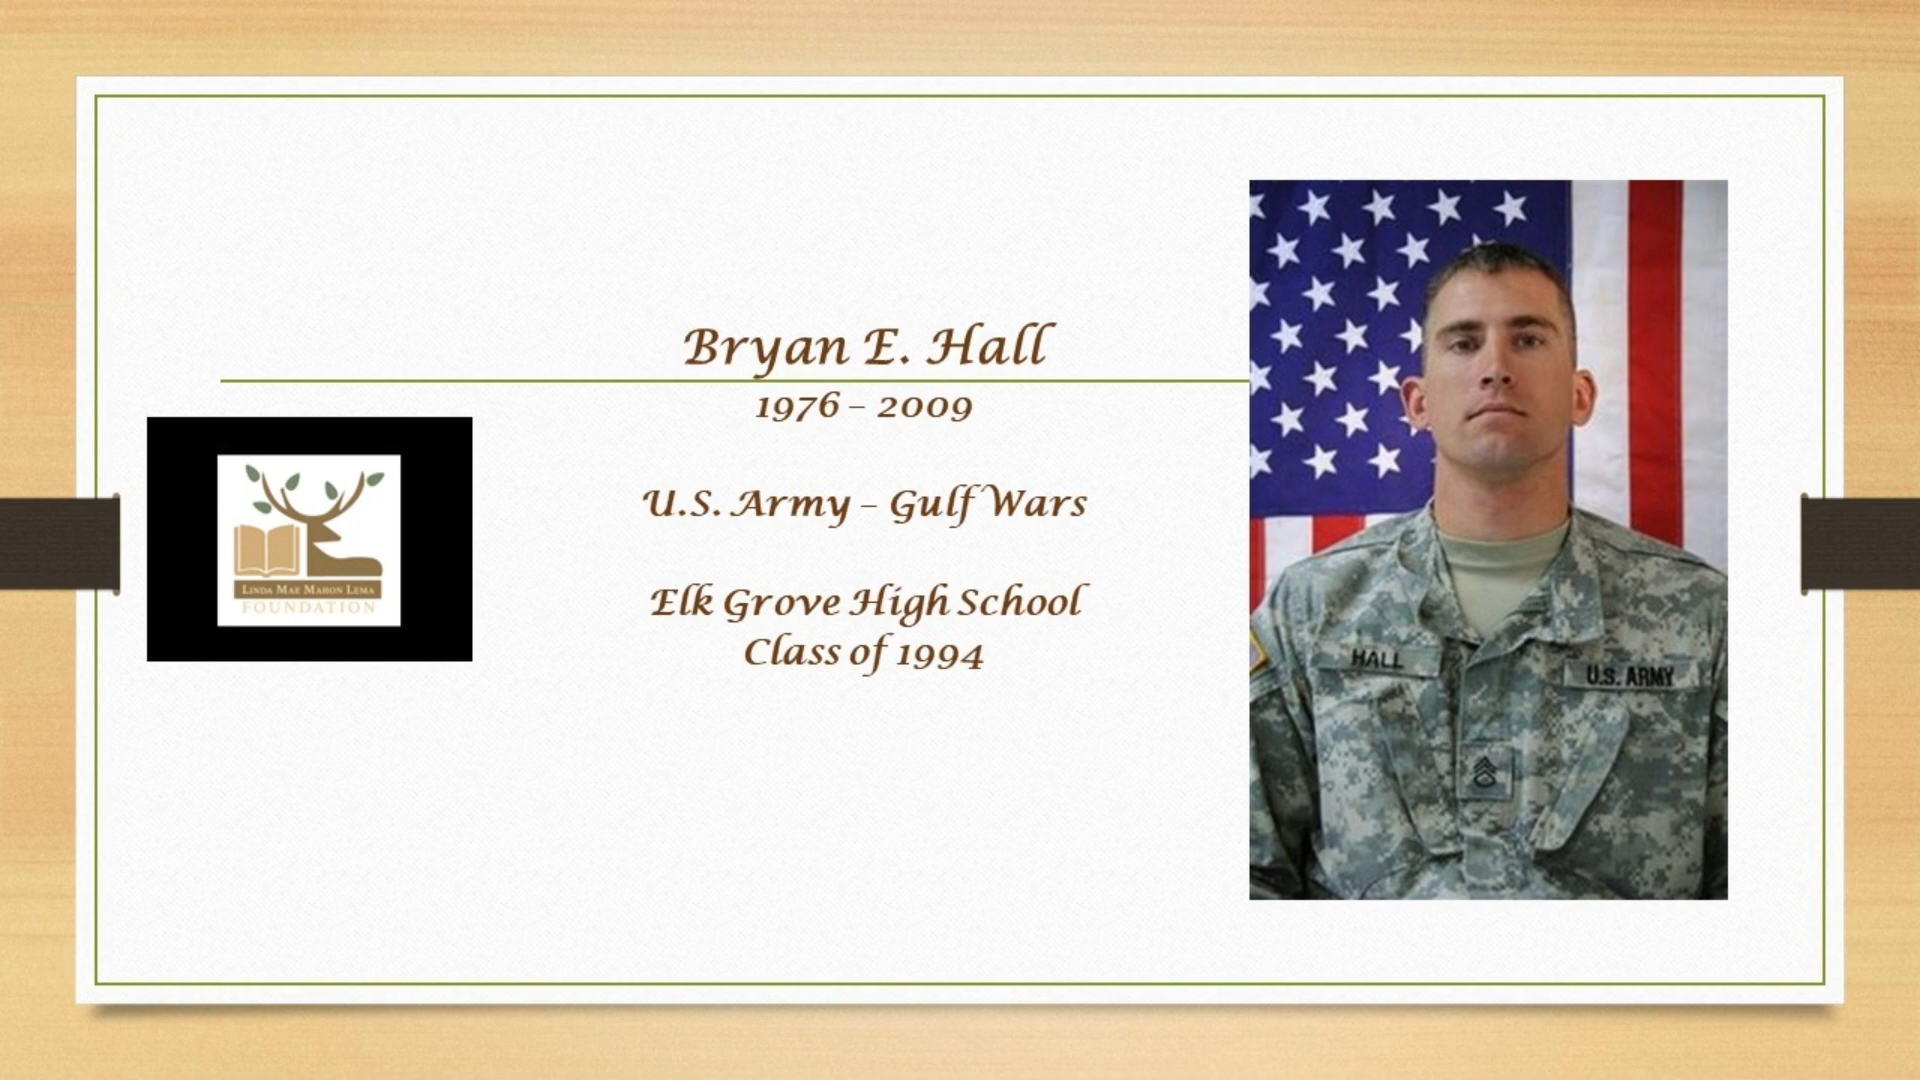 Bryan E. Hall
1976 – 2009
U.S. Army – Gulf Wars
Elk Grove High School
Class of 1994
LINDA MAE MAHON LEMA
FOUNDATION
HALL
U.S. ARMY